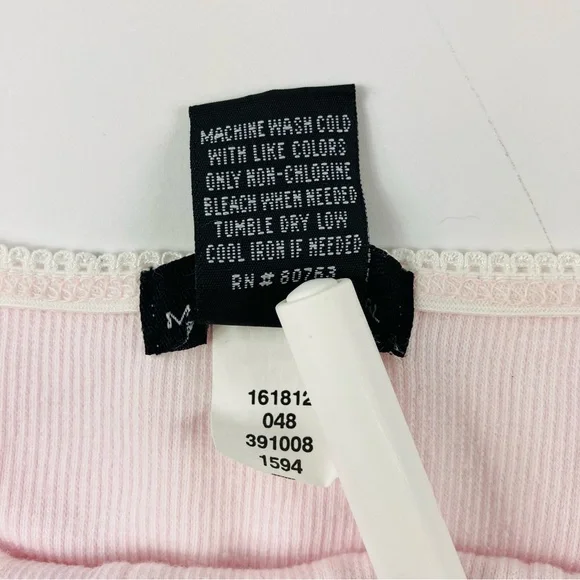 MACHINE WASH COLD
WITH LIKE COLORS
ONLY NON-CHLORINE
BLEACH WHEN NEEDED
TUMBLE DRY LOW
COOL IRON IF NEEDED
RN # 80763
161812
048
391008
1594